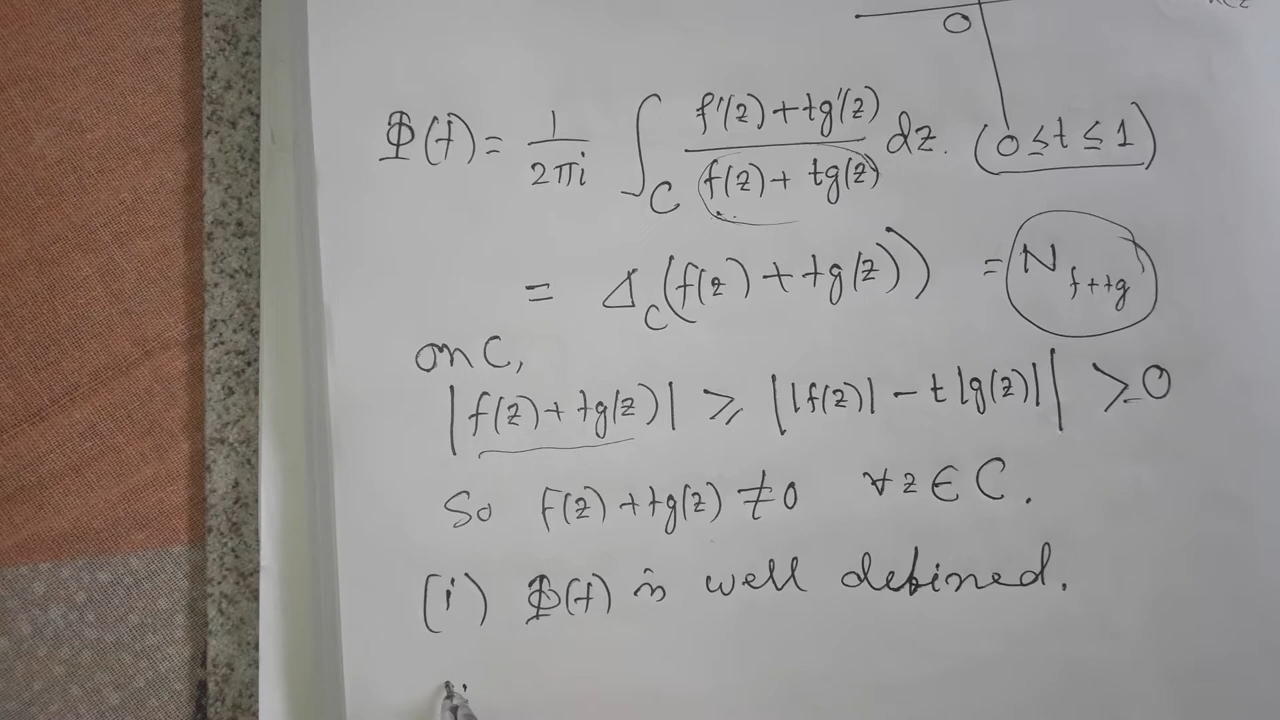 O
Φ(t) = 1/2πi ∫_C (f'(z)+tg'(z))/(f(z)+tg(z)) dz. (0≤t≤1)
= Δ_C(f(z)+tg(z)) = N_{f+tg}
on C,
|f(z)+tg(z)| ≥ ||f(z)|-t|g(z)|| >0
So f(z)+tg(z) ≠0 ∀z∈C.
(i) Φ(t) is well defined.